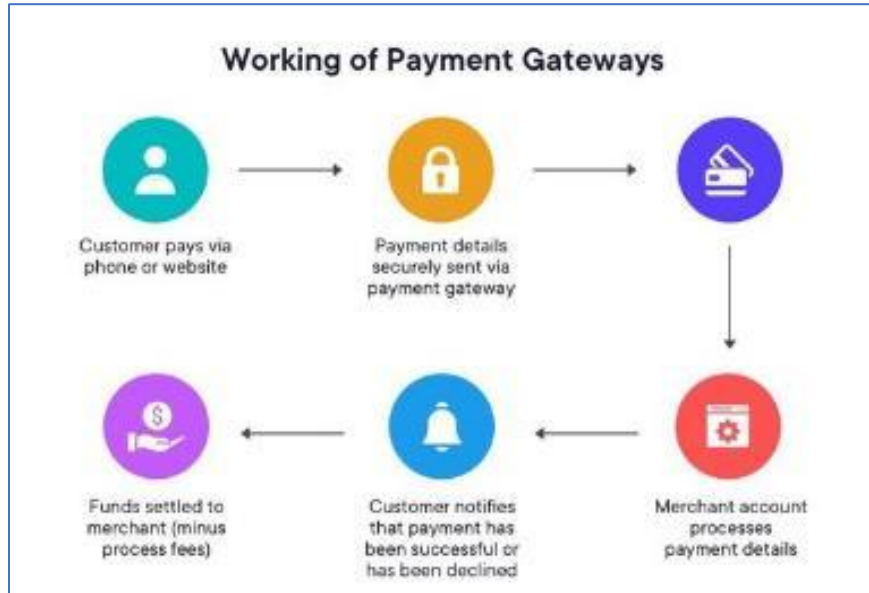 Working of Payment Gateways
Customer pays via
phone or website
Payment details
securely sent via
payment gateway
Funds settled to
merchant (minus
process fees)
Customer notifies
that payment has
been successful or
has been declined
Merchant account
processes
payment details